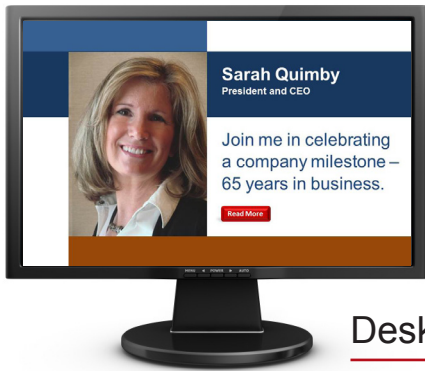 Sarah Quimby
President and CEO
Join me in celebrating
a company milestone –
65 years in business.
Read More
MENU ◄ POWER ► AUTO
Desk